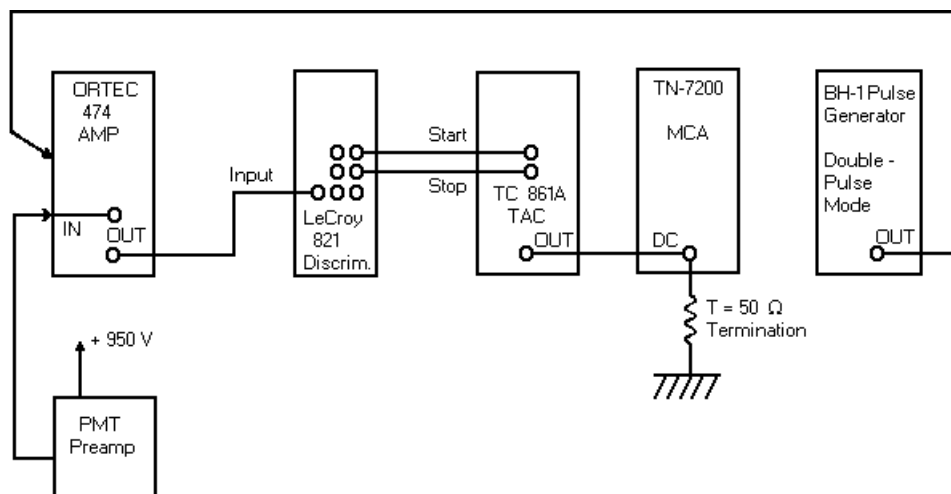 ORTEC
474
AMP
IN
OUT
Input
LeCroy
821
Discrim.
Start
Stop
TC 861A
TAC
OUT
TN-7200
MCA
DC
T = 50 Ω
Termination
BH-1 Pulse
Generator
Double -
Pulse
Mode
OUT
+ 950 V
PMT
Preamp